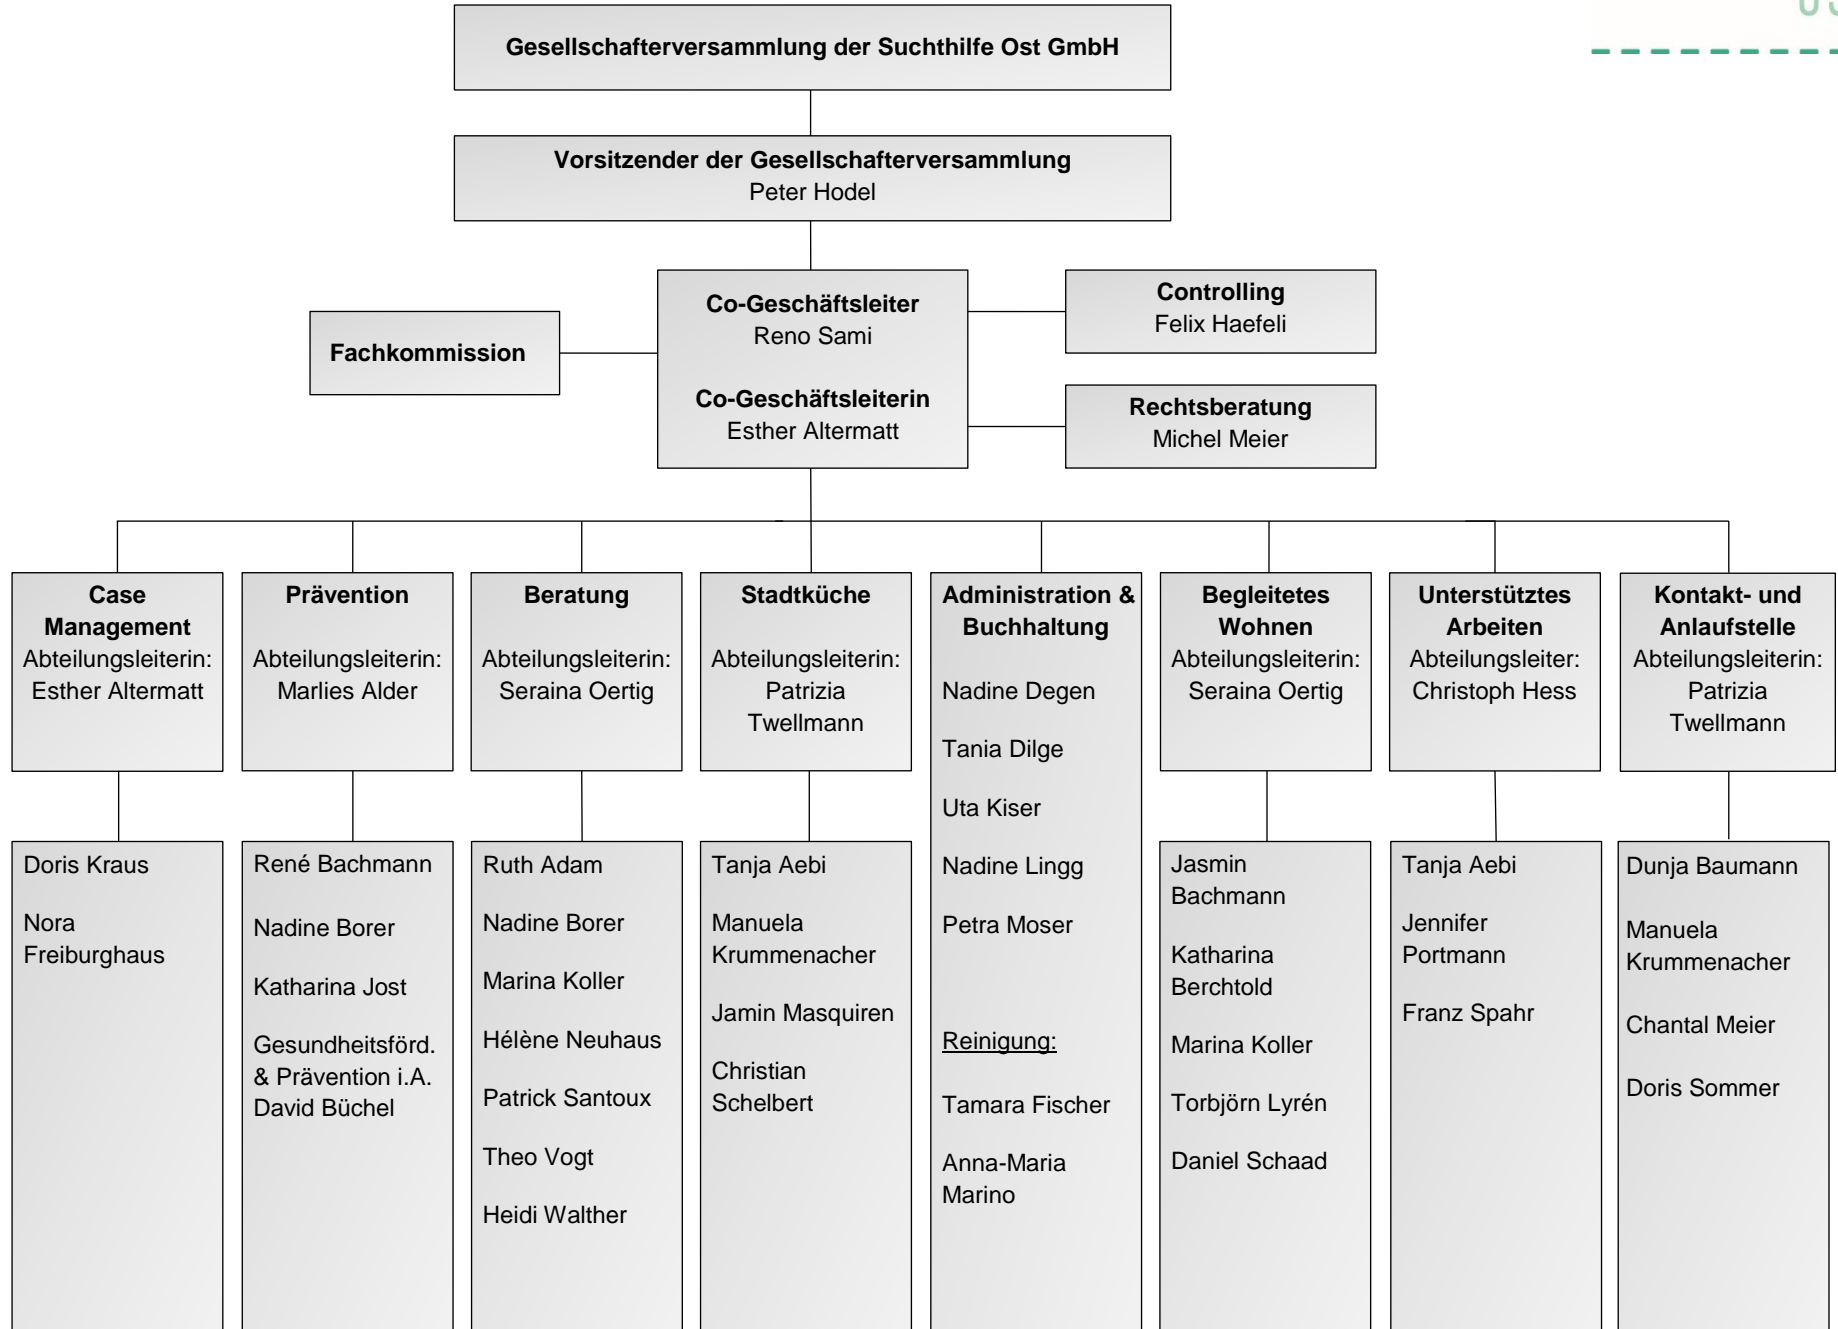 Gesellschafterversammlung der Suchthilfe Ost GmbH
Vorsitzender der Gesellschafterversammlung
Peter Hodel
Co-Geschäftsleiter
Reno Sami
Co-Geschäftsleiterin
Esther Altermatt
Fachkommission
Controlling
Felix Haefeli
Rechtsberatung
Michel Meier
Case
Management
Abteilungsleiterin:
Esther Altermatt
Prävention
Abteilungsleiterin:
Marlies Alder
Beratung
Abteilungsleiterin:
Seraina Oertig
Stadtküche
Abteilungsleiterin:
Patrizia
Twellmann
Administration &
Buchhaltung
Nadine Degen
Tania Dilge
Uta Kiser
Nadine Lingg
Petra Moser
Reinigung:
Tamara Fischer
Anna-Maria
Marino
Begleitetes
Wohnen
Abteilungsleiterin:
Seraina Oertig
Unterstütztes
Arbeiten
Abteilungsleiter:
Christoph Hess
Kontakt- und
Anlaufstelle
Abteilungsleiterin:
Patrizia
Twellmann
Doris Kraus
Nora
Freiburghaus
René Bachmann
Nadine Borer
Katharina Jost
Gesundheitsförd.
& Prävention i.A.
David Büchel
Ruth Adam
Nadine Borer
Marina Koller
Hélène Neuhaus
Patrick Santoux
Theo Vogt
Heidi Walther
Tanja Aebi
Manuela
Krummenacher
Jamin Masquiren
Christian
Schelbert
Jasmin
Bachmann
Katharina
Berchtold
Marina Koller
Torbjörn Lyrén
Daniel Schaad
Tanja Aebi
Jennifer
Portmann
Franz Spahr
Dunja Baumann
Manuela
Krummenacher
Chantal Meier
Doris Sommer